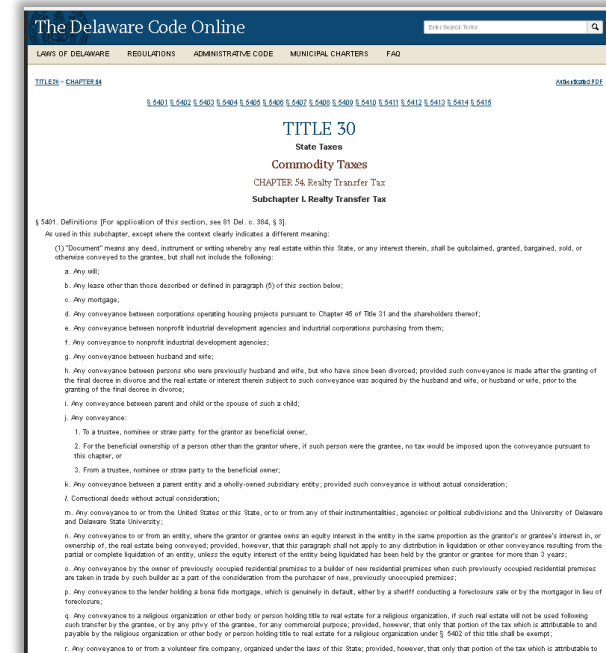 The Delaware Code Online
Enter Search Terms
LAWS OF DELAWARE REGULATIONS ADMINISTRATIVE CODE MUNICIPAL CHARTERS FAQ
TITLE 30 > CHAPTER 54 Authenticated PDF
§ 5401 § 5402 § 5403 § 5404 § 5405 § 5406 § 5407 § 5408 § 5409 § 5410 § 5411 § 5412 § 5413 § 5414 § 5415
TITLE 30
State Taxes
Commodity Taxes
CHAPTER 54. Realty Transfer Tax
Subchapter I. Realty Transfer Tax
§ 5401. Definitions [For application of this section, see 81 Del. c. 384, § 3].
As used in this subchapter, except where the context clearly indicates a different meaning:
(1) "Document" means any deed, instrument or writing whereby any real estate within this State, or any interest therein, shall be quitclaimed, granted, bargained, sold, or
otherwise conveyed to the grantee, but shall not include the following:
a. Any will;
b. Any lease other than those described or defined in paragraph (5) of this section below;
c. Any mortgage;
d. Any conveyance between corporations operating housing projects pursuant to Chapter 45 of Title 31 and the shareholders thereof;
e. Any conveyance between nonprofit industrial development agencies and industrial corporations purchasing from them;
f. Any conveyance to nonprofit industrial development agencies;
g. Any conveyance between husband and wife;
h. Any conveyance between persons who were previously husband and wife, but who have since been divorced; provided such conveyance is made after the granting of
the final decree in divorce and the real estate or interest therein subject to such conveyance was acquired by the husband and wife, or husband or wife, prior to the
granting of the final decree in divorce;
i. Any conveyance between parent and child or the spouse of such a child;
j. Any conveyance:
1. To a trustee, nominee or straw party for the grantor as beneficial owner,
2. For the beneficial ownership of a person other than the grantor where, if such person were the grantee, no tax would be imposed upon the conveyance pursuant to
this chapter, or
3. From a trustee, nominee or straw party to the beneficial owner;
k. Any conveyance between a parent entity and a wholly-owned subsidiary entity; provided such conveyance is without actual consideration;
l. Correctional deeds without actual consideration;
m. Any conveyance to or from the United States or this State, or to or from any of their instrumentalities, agencies or political subdivisions and the University of Delaware
and Delaware State University;
n. Any conveyance to or from an entity, where the grantor or grantee owns an equity interest in the entity in the same proportion as the grantor's or grantee's interest in, or
ownership of, the real estate being conveyed; provided, however, that this paragraph shall not apply to any distribution in liquidation or other conveyance resulting from the
partial or complete liquidation of an entity, unless the equity interest of the entity being liquidated has been held by the grantor or grantee for more than 3 years;
o. Any conveyance by the owner of previously occupied residential premises to a builder of new residential premises when such previously occupied residential premises
are taken in trade by such builder as a part of the consideration from the purchaser of new, previously unoccupied premises;
p. Any conveyance to the lender holding a bona fide mortgage, which is genuinely in default, either by a sheriff conducting a foreclosure sale or by the mortgagor in lieu of
foreclosure;
q. Any conveyance to a religious organization or other body or person holding title to real estate for a religious organization, if such real estate will not be used following
such transfer by the grantee, or by any privy of the grantee, for any commercial purpose; provided, however, that only that portion of the tax which is attributable to and
payable by the religious organization or other body or person holding title to real estate for a religious organization under § 5402 of this title shall be exempt;
r. Any conveyance to or from a volunteer fire company, organized under the laws of this State; provided, however, that only that portion of the tax which is attributable to